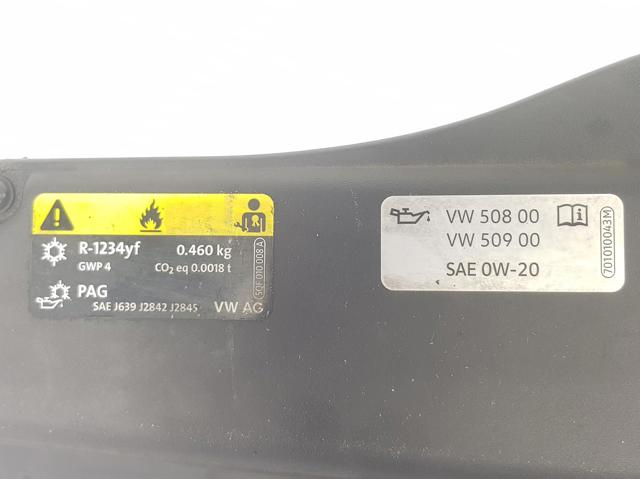 R-1234yf 0.460 kg
GWP 4 CO₂ eq 0.0018 t
PAG
SAE J639 J2842 J2845 VW AG
5QF 010 008 A
VW 508 00
VW 509 00
SAE 0W-20
701010043M